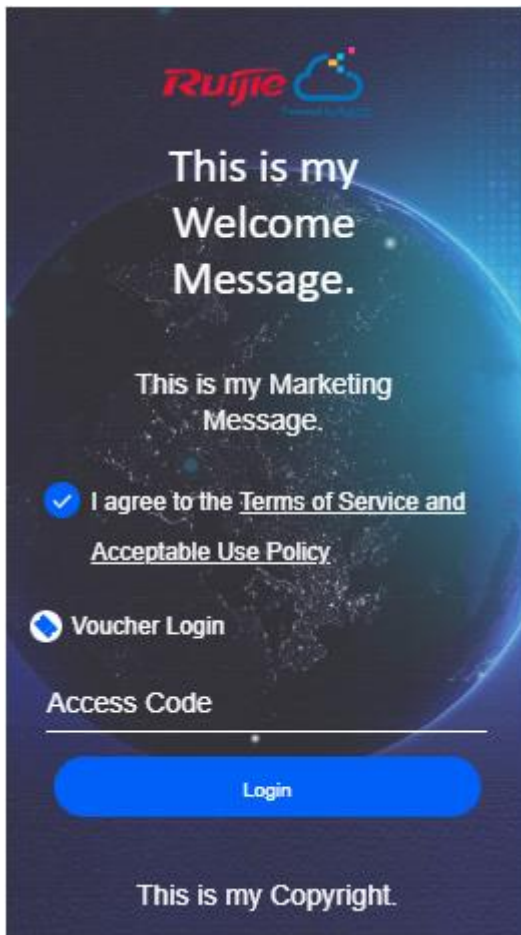 Ruijie
This is my
Welcome
Message.
This is my Marketing
Message.
I agree to the Terms of Service and
Acceptable Use Policy
Voucher Login
Access Code
Login
This is my Copyright.